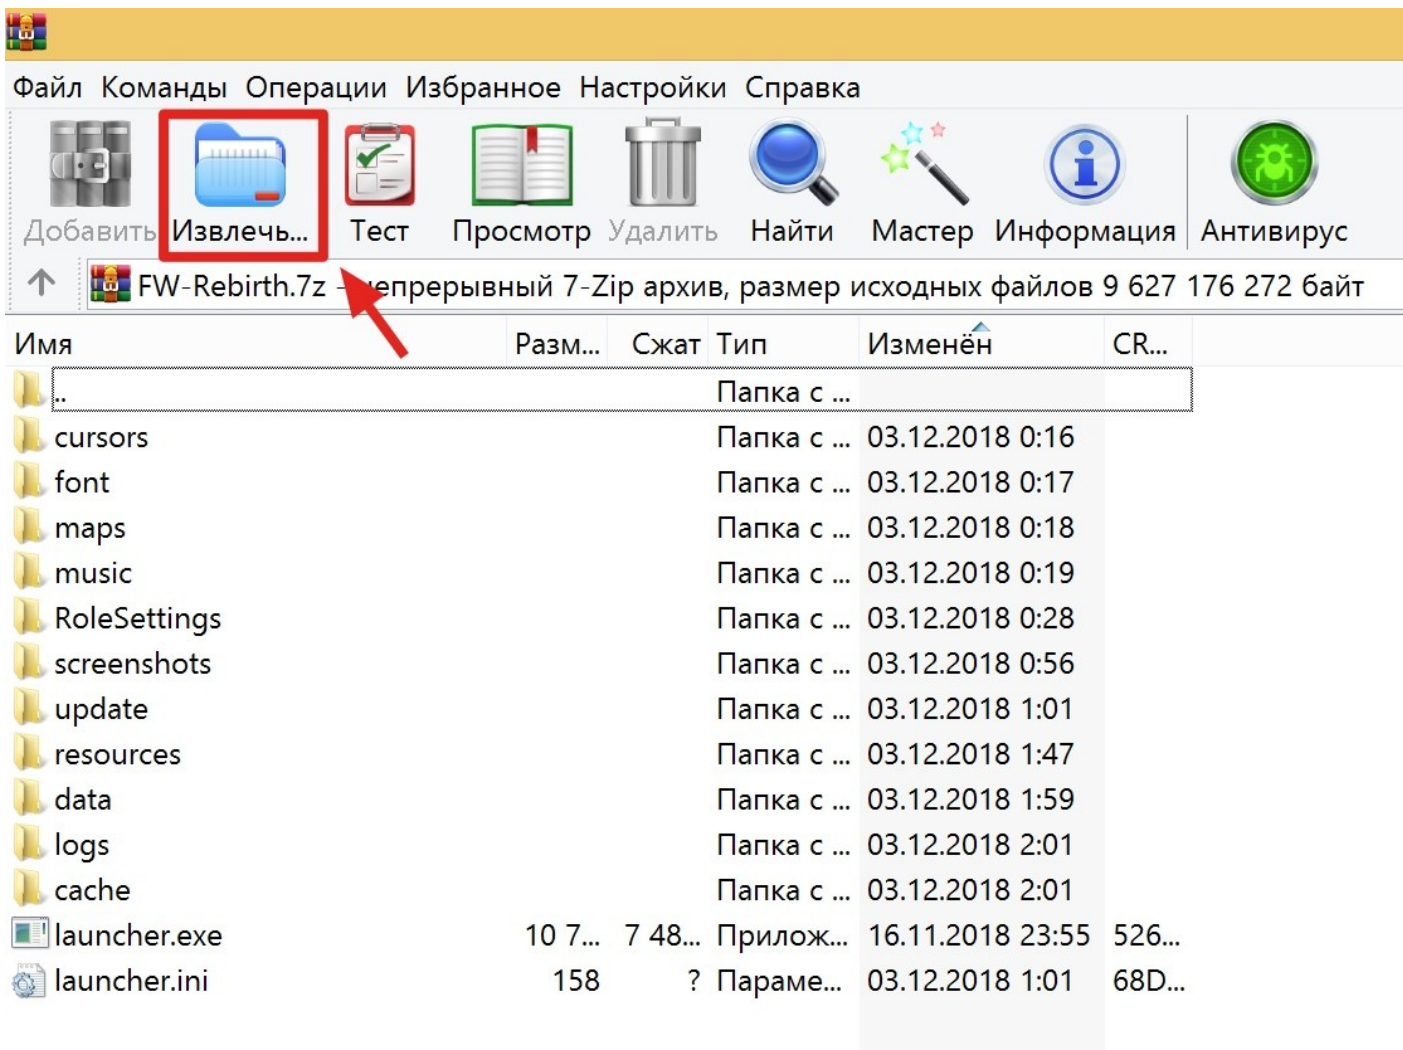 Файл Команды Операции Избранное Настройки Справка
Добавить Извлечь... Тест Просмотр Удалить Найти Мастер Информация Антивирус
FW-Rebirth.7z - непрерывный 7-Zip архив, размер исходных файлов 9 627 176 272 байт
Имя Разм... Сжат Тип Изменён CR...
.. Папка с ...
cursors Папка с ... 03.12.2018 0:16
font Папка с ... 03.12.2018 0:17
maps Папка с ... 03.12.2018 0:18
music Папка с ... 03.12.2018 0:19
RoleSettings Папка с ... 03.12.2018 0:28
screenshots Папка с ... 03.12.2018 0:56
update Папка с ... 03.12.2018 1:01
resources Папка с ... 03.12.2018 1:47
data Папка с ... 03.12.2018 1:59
logs Папка с ... 03.12.2018 2:01
cache Папка с ... 03.12.2018 2:01
launcher.exe 10 7... 7 48... Прилож... 16.11.2018 23:55 526...
launcher.ini 158 ? Параме... 03.12.2018 1:01 68D...